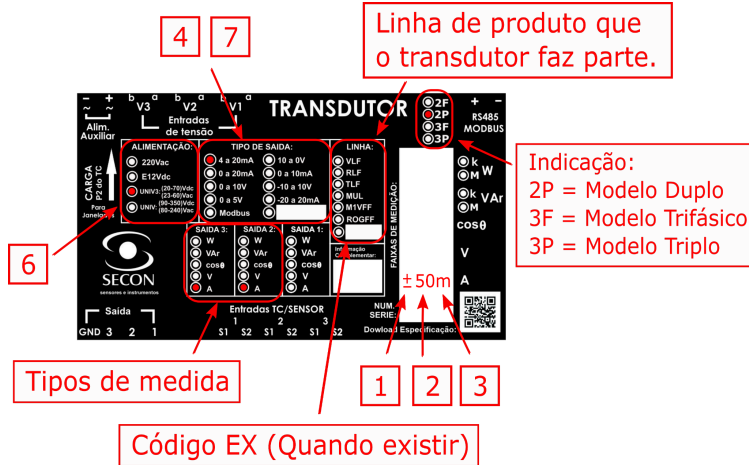 4 7
Linha de produto que
o transdutor faz parte.
− + b a b a b a
~ ~ V3 V2 V1
Alim.
Auxiliar
Entradas
de tensão
TRANSDUTOR
2F
2P
3F
3P
+ −
RS485
MODBUS
CARGA
P2 do TC
Para
Janelados
ALIMENTAÇÃO:
220Vac
E12Vdc
UNIV3: (20-70)Vdc
(23-60)Vac
UNIV: (90-350)Vdc
(80-240)Vac
TIPO DE SAIDA:
4 a 20mA 10 a 0V
0 a 20mA 0 a 10mA
0 a 10V -10 a 10V
0 a 5V -20 a 20mA
Modbus
LINHA:
VLF
RLF
TLF
MUL
M1VFF
ROGFF
FAIXAS DE MEDIÇÃO:
k
M W
k
M VAr
cosθ
V
A
Indicação:
2P = Modelo Duplo
3F = Modelo Trifásico
3P = Modelo Triplo
6
SECON
sensores e instrumentos
SAIDA 3: SAIDA 2: SAIDA 1:
W W W
VAr VAr VAr
cosθ cosθ cosθ
V V V
A A A
Informação
Complementar:
±50m
Saída
GND 3 2 1
Entradas TC/SENSOR
1 2 3
S1 S2 S1 S2 S1 S2
NUM.
SERIE:
Dowload Especificação:
Tipos de medida
1 2 3
Código EX (Quando existir)